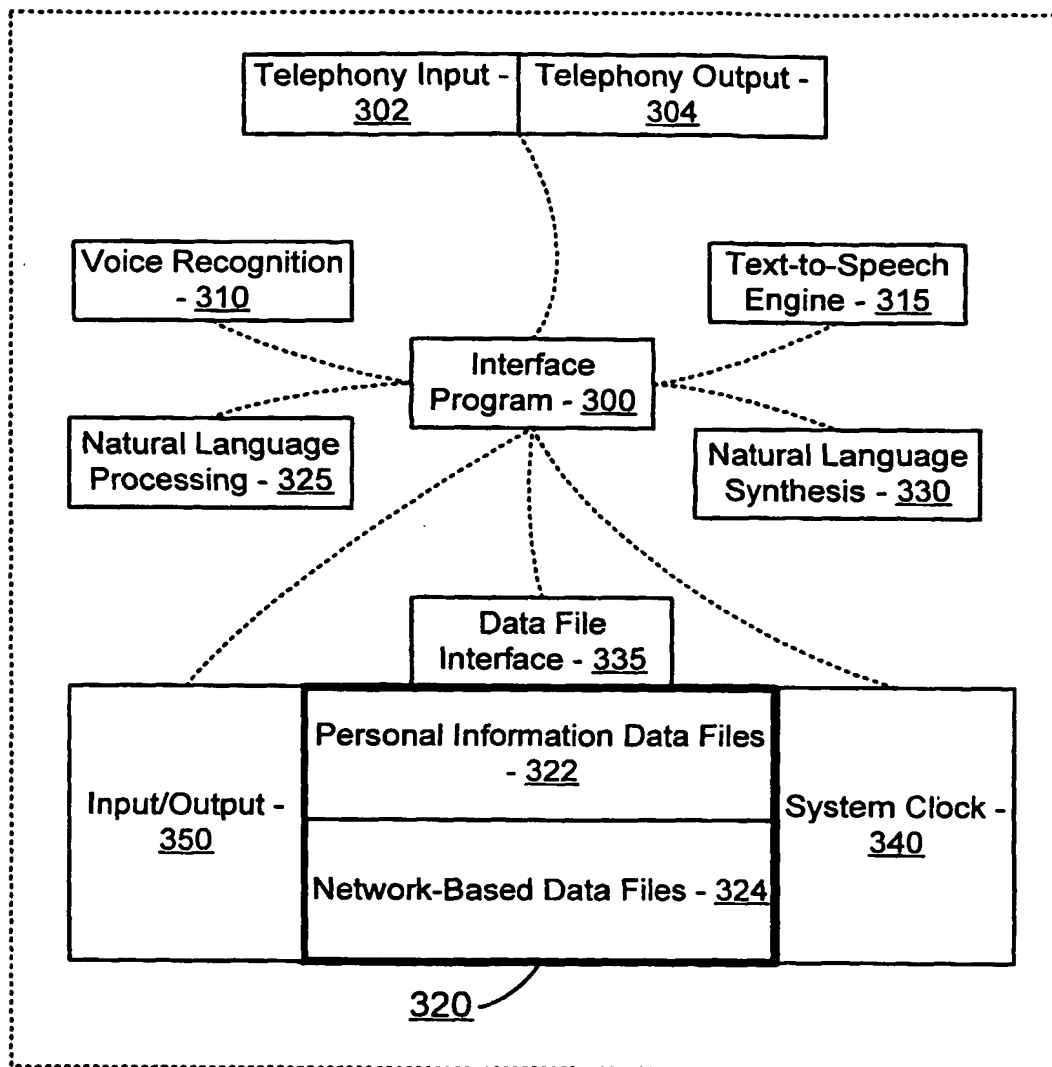 Telephony Input -
302
Telephony Output -
304
Voice Recognition
- 310
Text-to-Speech
Engine - 315
Interface
Program - 300
Natural Language
Processing - 325
Natural Language
Synthesis - 330
Data File
Interface - 335
Personal Information Data Files
- 322
Input/Output -
350
System Clock -
340
Network-Based Data Files - 324
320